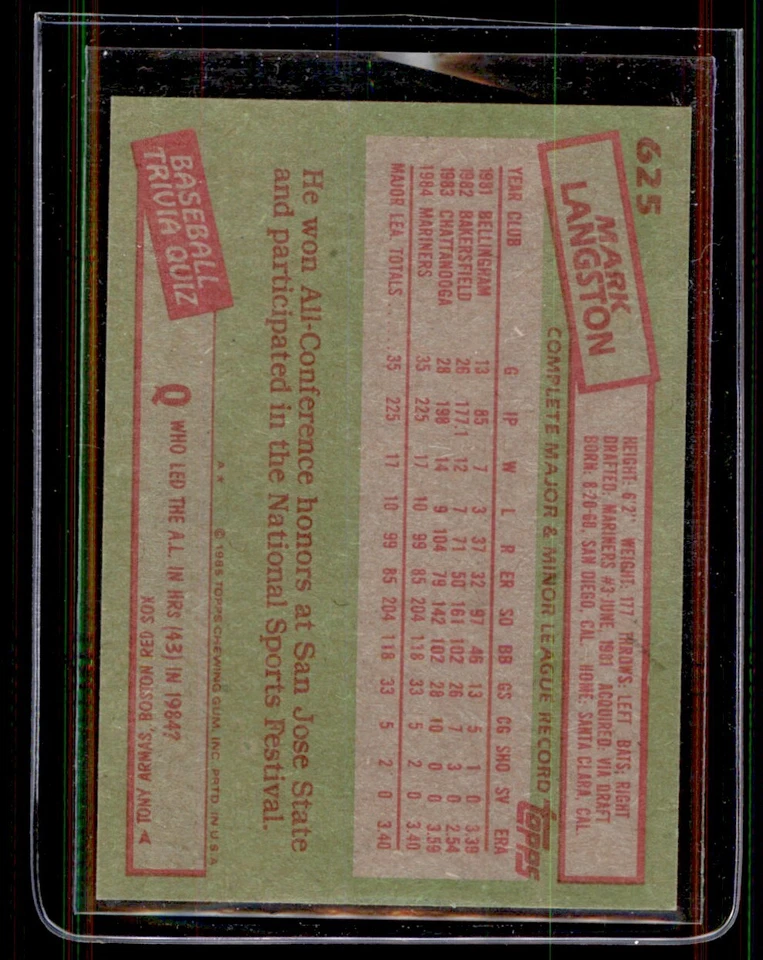 625
MARK
LANGSTON
HEIGHT: 6'2" WEIGHT: 177 THROWS: LEFT BATS: RIGHT
DRAFTED: MARINERS #3-JUNE, 1981 ACQUIRED: VIA DRAFT
BORN: 8-20-60, SAN DIEGO, CAL. HOME: SANTA CLARA, CAL.
COMPLETE MAJOR & MINOR LEAGUE RECORD Topps
YEAR CLUB G IP W L R ER SO BB GS CG SHO SV ERA
1981 BELLINGHAM 13 85 7 3 37 32 97 46 13 5 1 0 3.39
1982 BAKERSFIELD 26 177.1 12 7 71 50 161 102 26 7 3 0 2.54
1983 CHATTANOOGA 28 198 14 9 104 79 142 102 28 10 0 0 3.59
1984 MARINERS 35 225 17 10 99 85 204 118 33 5 2 0 3.40
MAJOR LEA. TOTALS..... 35 225 17 10 99 85 204 118 33 5 2 0 3.40
He won All-Conference honors at San Jose State
and participated in the National Sports Festival.
A* © 1985 TOPPS CHEWING GUM, INC. PRTD. IN U.S.A.
BASEBALL
TRIVIA QUIZ
Q WHO LED THE A.L. IN HRS (43) IN 1984?
A TONY ARMAS, BOSTON RED SOX